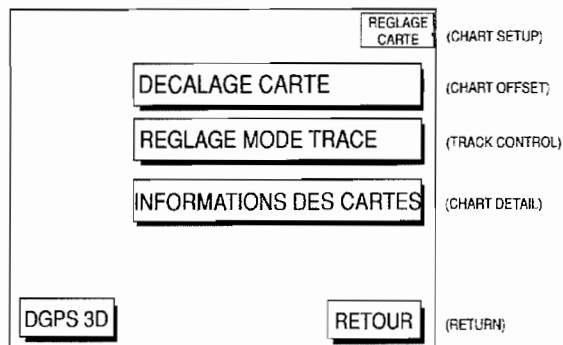 REGLAGE
CARTE
(CHART SETUP)
DECALAGE CARTE
(CHART OFFSET)
REGLAGE MODE TRACE
(TRACK CONTROL)
INFORMATIONS DES CARTES
(CHART DETAIL)
DGPS 3D
RETOUR
(RETURN)